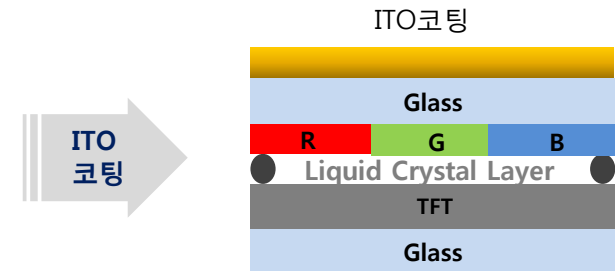 ITO코팅
Glass
ITO
코팅
R G B
Liquid Crystal Layer
TFT
Glass